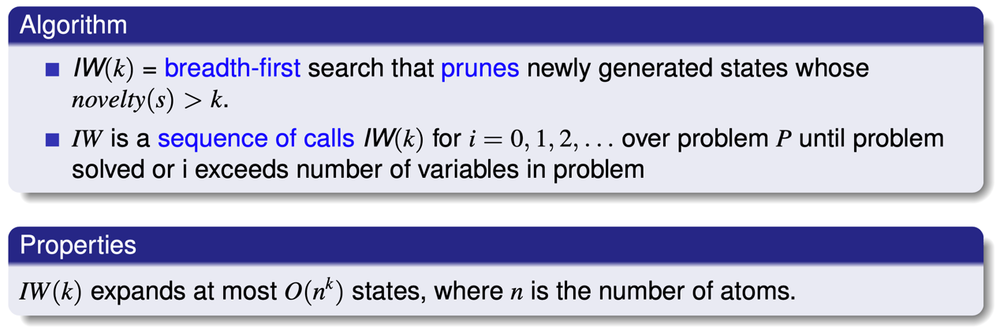 Algorithm
■ IW(k) = breadth-first search that prunes newly generated states whose
novelty(s) > k.
■ IW is a sequence of calls IW(k) for i = 0, 1, 2, . . . over problem P until problem
solved or i exceeds number of variables in problem
Properties
IW(k) expands at most O(n^k) states, where n is the number of atoms.